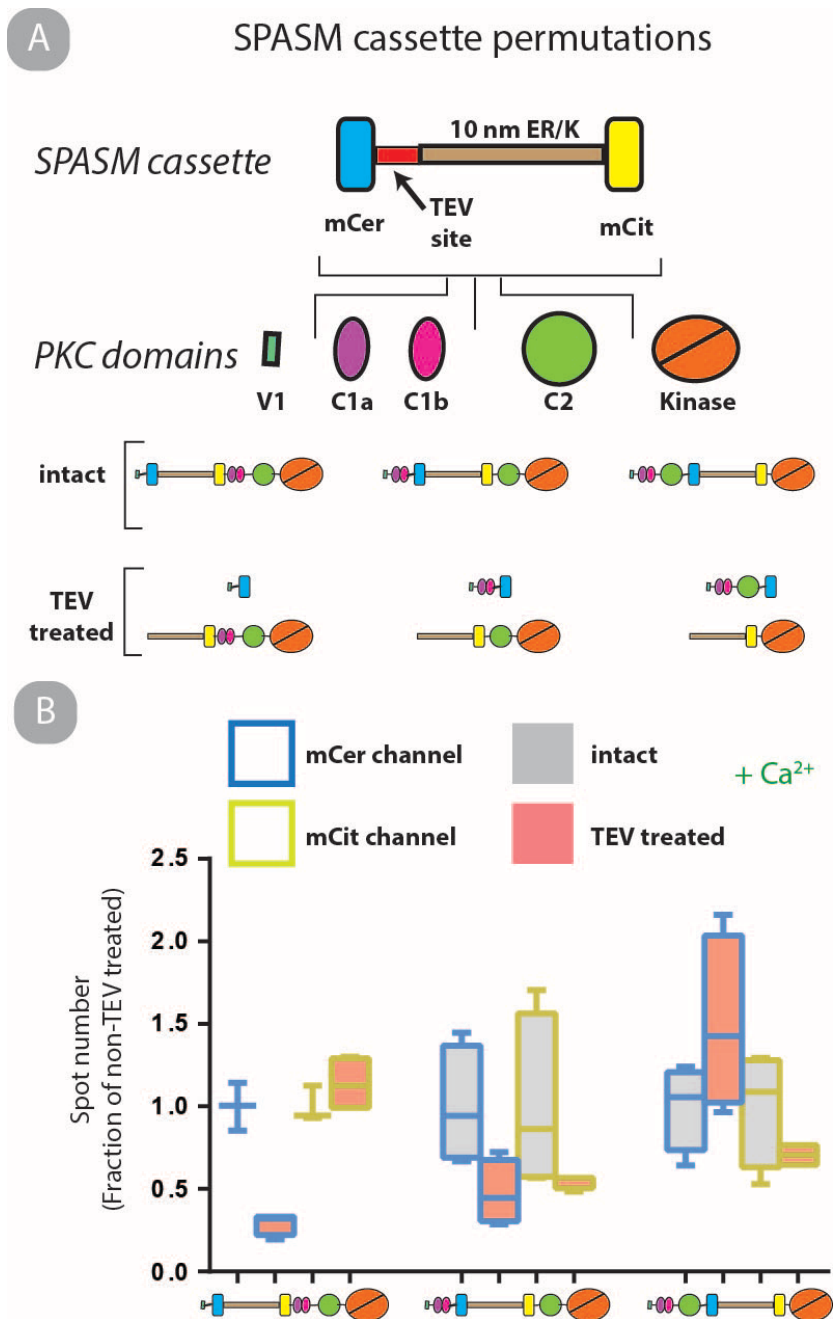 A
SPASM cassette permutations
10 nm ER/K
SPASM cassette
mCer
TEV
site
mCit
PKC domains
V1
C1a
C1b
C2
Kinase
intact
TEV
treated
B
mCer channel
intact
+ Ca²⁺
mCit channel
TEV treated
Spot number
(Fraction of non-TEV treated)
2.5
2.0
1.5
1.0
0.5
0.0